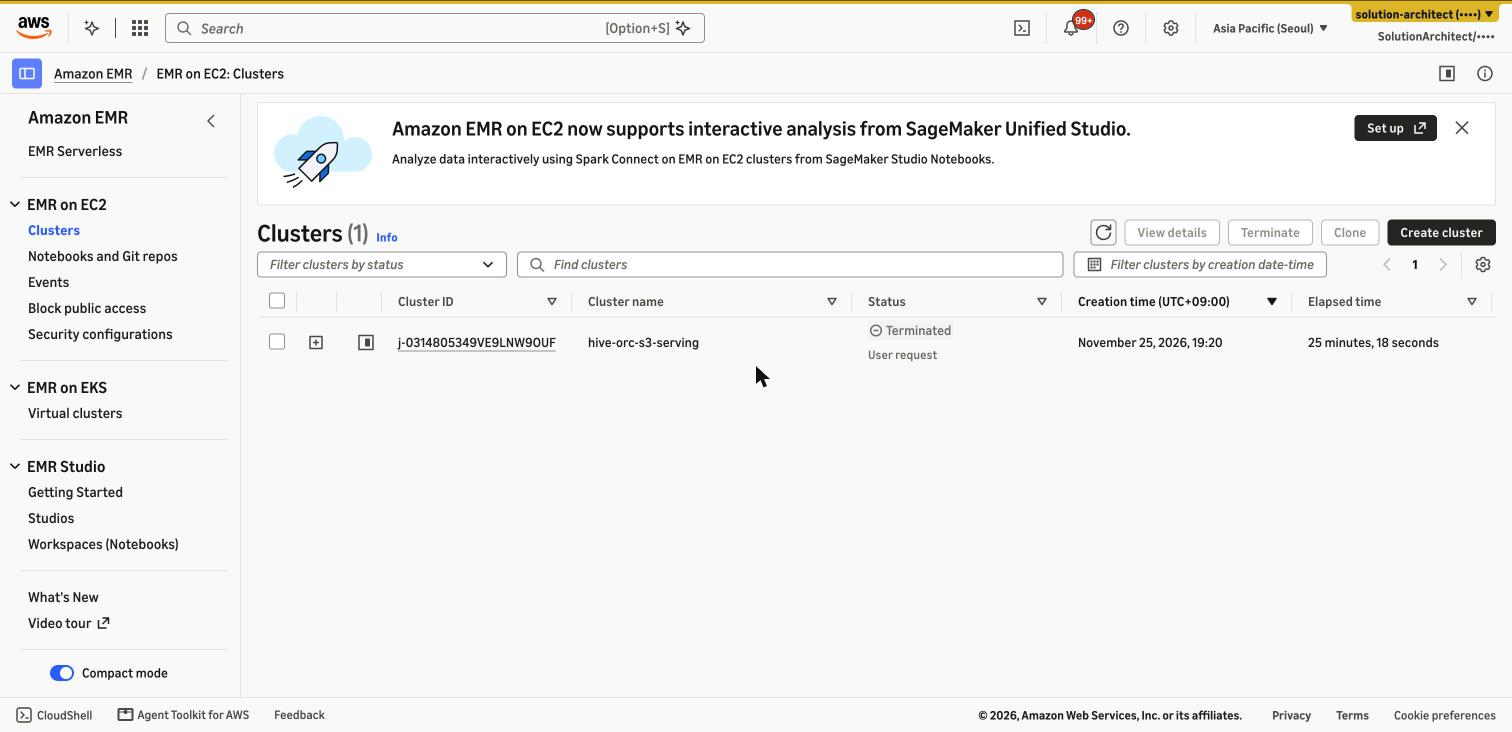 aws
Search
[Option+S]
99+
Asia Pacific (Seoul)
solution-architect (••••)
SolutionArchitect/••••
Amazon EMR / EMR on EC2: Clusters
Amazon EMR
EMR Serverless
EMR on EC2
Clusters
Notebooks and Git repos
Events
Block public access
Security configurations
EMR on EKS
Virtual clusters
EMR Studio
Getting Started
Studios
Workspaces (Notebooks)
What's New
Video tour
Compact mode
Amazon EMR on EC2 now supports interactive analysis from SageMaker Unified Studio.
Analyze data interactively using Spark Connect on EMR on EC2 clusters from SageMaker Studio Notebooks.
Set up
Clusters (1) Info
View details
Terminate
Clone
Create cluster
Filter clusters by status
Find clusters
Filter clusters by creation date-time
1
Cluster ID
Cluster name
Status
Creation time (UTC+09:00)
Elapsed time
j-0314805349VE9LNW9OUF
hive-orc-s3-serving
Terminated
User request
November 25, 2026, 19:20
25 minutes, 18 seconds
CloudShell
Agent Toolkit for AWS
Feedback
© 2026, Amazon Web Services, Inc. or its affiliates.
Privacy
Terms
Cookie preferences